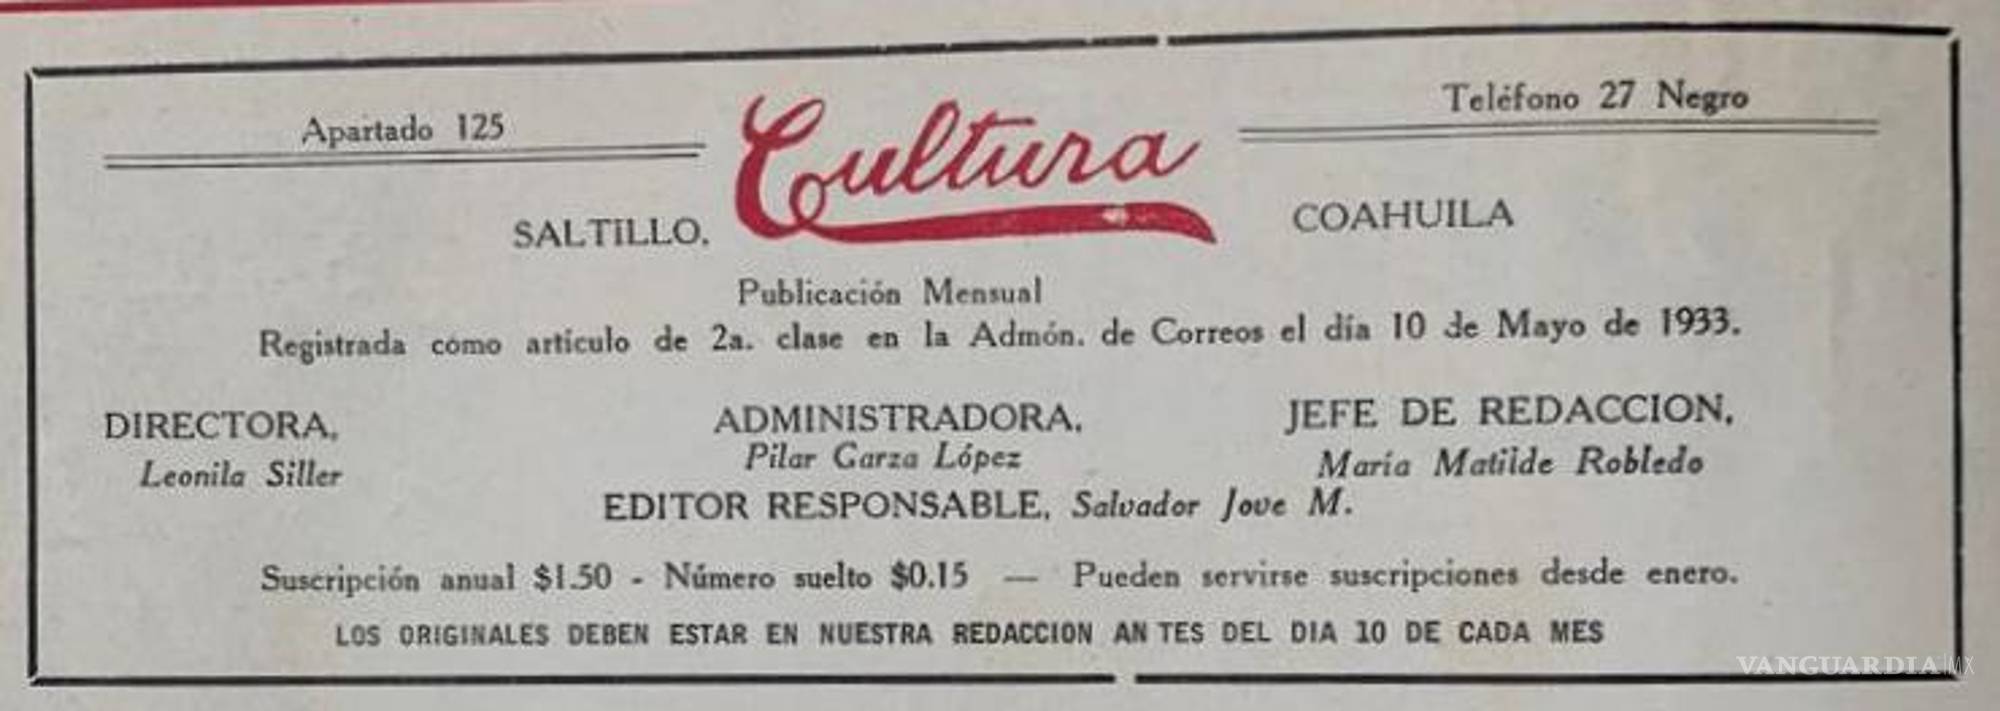 Apartado 125
Teléfono 27 Negro
Cultura
SALTILLO,
COAHUILA
Publicación Mensual
Registrada como artículo de 2a. clase en la Admón. de Correos el día 10 de Mayo de 1933.
DIRECTORA,
Leonila Siller
ADMINISTRADORA,
Pilar Garza López
JEFE DE REDACCION,
María Matilde Robledo
EDITOR RESPONSABLE, Salvador Jove M.
Suscripción anual $1.50 - Número suelto $0.15 — Pueden servirse suscripciones desde enero.
LOS ORIGINALES DEBEN ESTAR EN NUESTRA REDACCION AN TES DEL DIA 10 DE CADA MES
VANGUARDIA|MX